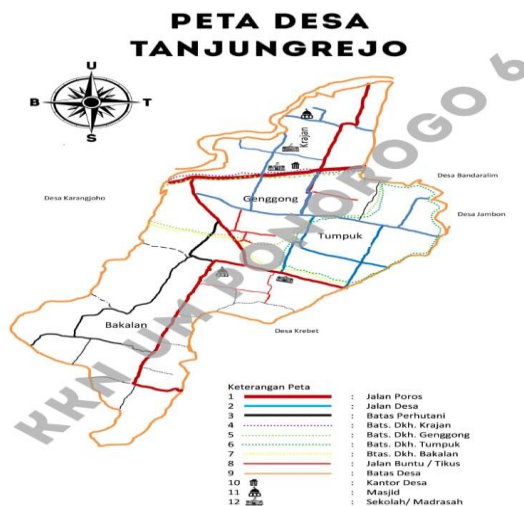 PETA DESA
TANJUNGREJO
U
B T
S
Krajan
Genggong
Desa Bandaralim
Desa Karangjoho
Desa Jambon
Tumpuk
Bakalan
Desa Krebet
KKN UM PONOROGO 6
Keterangan Peta
1 : Jalan Poros
2 : Jalan Desa
3 : Batas Perhutani
4 : Bats. Dkh. Krajan
5 : Bats. Dkh. Genggong
6 : Bats. Dkh. Tumpuk
7 : Btas. Dkh. Bakalan
8 : Jalan Buntu / Tikus
9 : Batas Desa
10 : Kantor Desa
11 : Masjid
12 : Sekolah/ Madrasah